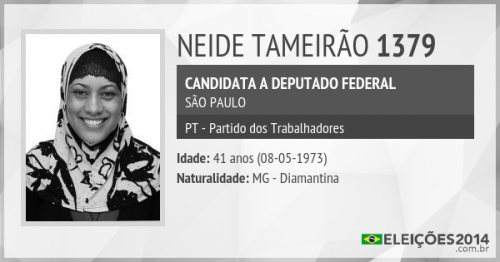 NEIDE TAMEIRÃO 1379
CANDIDATA A DEPUTADO FEDERAL
SÃO PAULO
PT - Partido dos Trabalhadores
Idade: 41 anos (08-05-1973)
Naturalidade: MG - Diamantina
ELEIÇÕES2014
.com.br